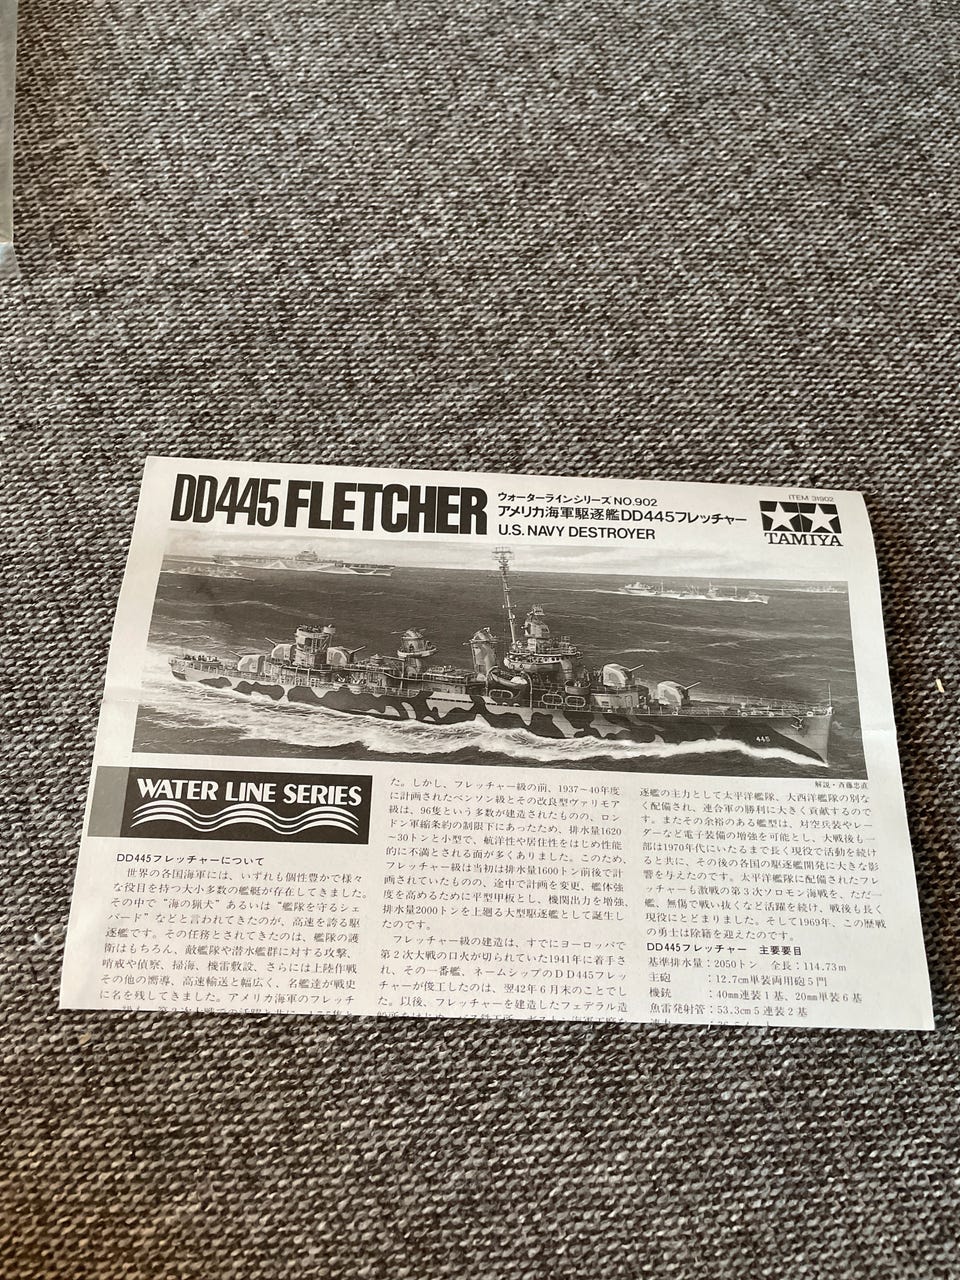 DD445 FLETCHER
ウォーターラインシリーズ NO.902
アメリカ海軍駆逐艦DD445フレッチャー
U.S. NAVY DESTROYER
ITEM 31902
TAMIYA
445
解説・斉藤忠直
WATER LINE SERIES
DD445フレッチャーについて
世界の各国海軍には、いずれも個性豊かで様々
な役目を持つ大小多数の艦艇が存在してきました。
その中で“海の猟犬”あるいは“艦隊を守るシェ
パード”などと言われてきたのが、高速を誇る駆
逐艦です。その任務とされてきたのは、艦隊の護
衛はもちろん、敵艦隊や潜水艦群に対する攻撃、
哨戒や偵察、掃海、機雷敷設、さらには上陸作戦
その他の嚮導、高速輸送と幅広く、名艦達が戦史
に名を残してきました。アメリカ海軍のフレッチ
た。しかし、フレッチャー級の前、1937〜40年度
に計画されたベンソン級とその改良型ヴァリモア
級は、96隻という多数が建造されたものの、ロン
ドン軍縮条約の制限下にあったため、排水量1620
〜30トンと小型で、航洋性や居住性をはじめ性能
的に不満とされる面が多くありました。このため、
フレッチャー級は当初は排水量1600トン前後で計
画されていたものの、途中で計画を変更、艦体強
度を高めるために平型甲板とし、機関出力を増強、
排水量2000トンを上廻る大型駆逐艦として誕生し
たのです。
フレッチャー級の建造は、すでにヨーロッパで
第2次大戦の口火が切られていた1941年に着手さ
れ、その一番艦、ネームシップのDD445フレッ
チャーが俊工したのは、翌42年6月末のことでし
た。以後、フレッチャーを建造したフェデラル造
逐艦の主力として太平洋艦隊、大西洋艦隊の別な
く配備され、連合軍の勝利に大きく貢献するので
す。またその余裕のある艦型は、対空兵装やレー
ダーなど電子装備の増強を可能とし、大戦後も一
部は1970年代にいたるまで長く現役で活動を続け
ると共に、その後の各国の駆逐艦開発に大きな影
響を与えたのです。太平洋艦隊に配備されたフレ
ッチャーも激戦の第3次ソロモン海戦を、ただ一
艦、無傷で戦い抜くなど活躍を続け、戦後も長く
現役にとどまりました。そして1969年、この歴戦
の勇士は除籍を迎えたのです。
DD445フレッチャー 主要要目
基準排水量：2050トン 全長：114.73m
主砲 ：12.7cm単装両用砲5門
機銃 ：40mm連装1基、20mm単装6基
魚雷発射管：53.3cm5連装2基